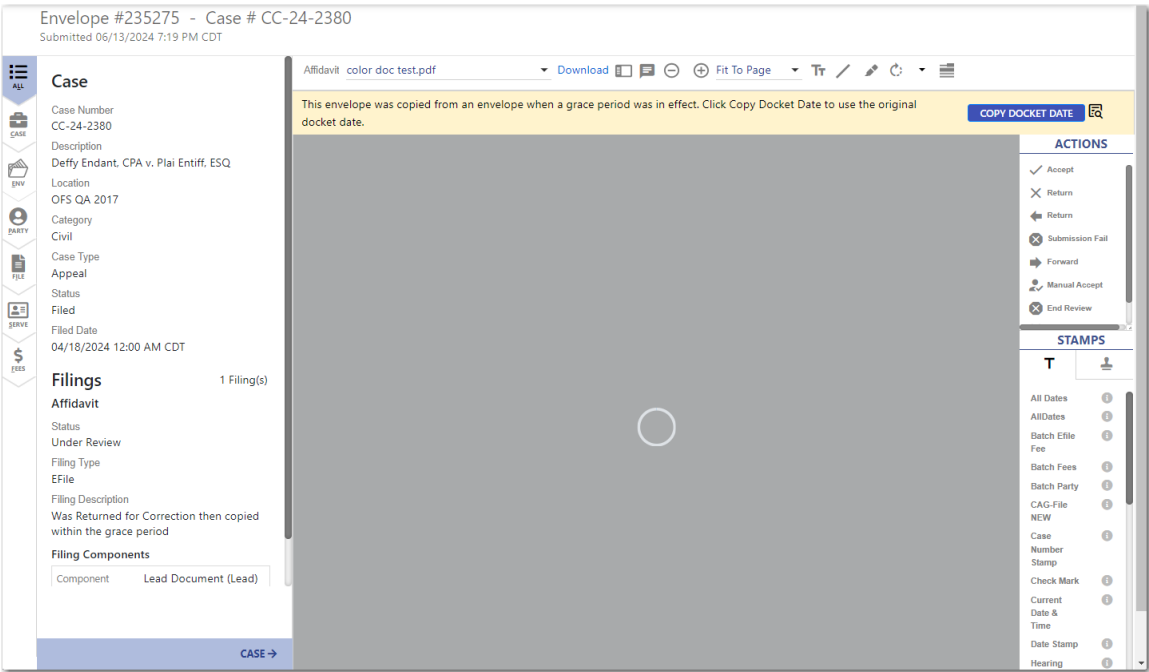 Envelope #235275 - Case # CC-24-2380
Submitted 06/13/2024 7:19 PM CDT
ALL
CASE
ENV
PARTY
FILE
SERVE
FEES
Case
Case Number
CC-24-2380
Description
Deffy Endant, CPA v. Plai Entiff, ESQ
Location
OFS QA 2017
Category
Civil
Case Type
Appeal
Status
Filed
Filed Date
04/18/2024 12:00 AM CDT
Filings 1 Filing(s)
Affidavit
Status
Under Review
Filing Type
EFile
Filing Description
Was Returned for Correction then copied
within the grace period
Filing Components
Component Lead Document (Lead)
CASE
Affidavit color doc test.pdf Download Fit To Page
This envelope was copied from an envelope when a grace period was in effect. Click Copy Docket Date to use the original
docket date.
COPY DOCKET DATE
ACTIONS
Accept
Return
Return
Submission Fail
Forward
Manual Accept
End Review
STAMPS
T
All Dates
AllDates
Batch Efile
Fee
Batch Fees
Batch Party
CAG-File
NEW
Case
Number
Stamp
Check Mark
Current
Date &
Time
Date Stamp
Hearing